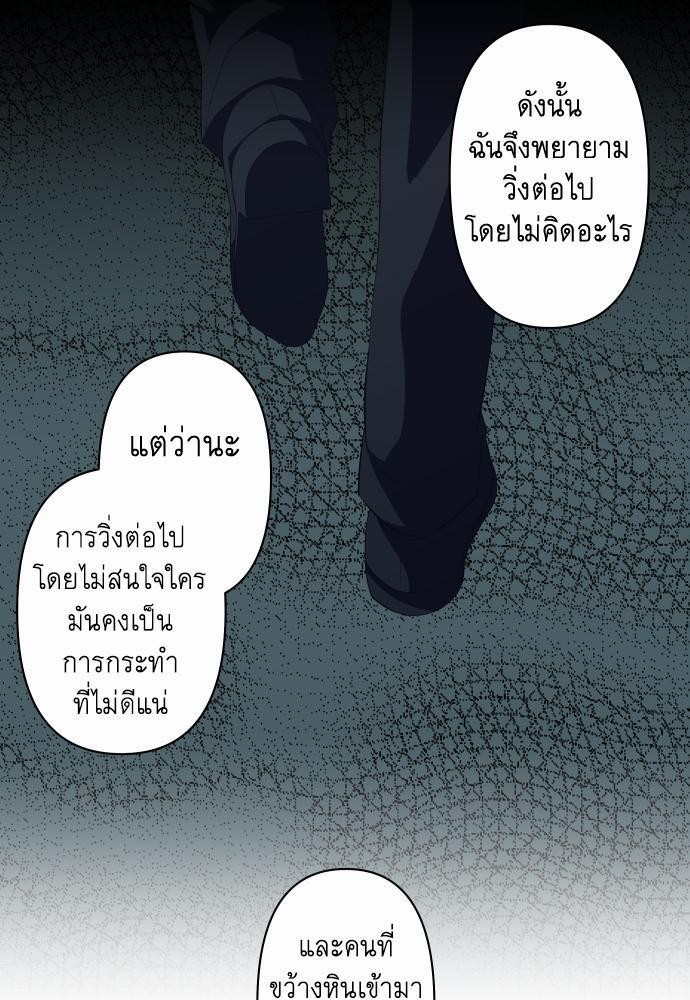 ดังนั้น
ฉันจึงพยายาม
วิ่งต่อไป
โดยไม่คิดอะไร
แต่ว่านะ
การวิ่งต่อไป
โดยไม่สนใจใคร
มันคงเป็น
การกระทำ
ที่ไม่ดีแน่
และคนที่
ขว้างหินเข้ามา